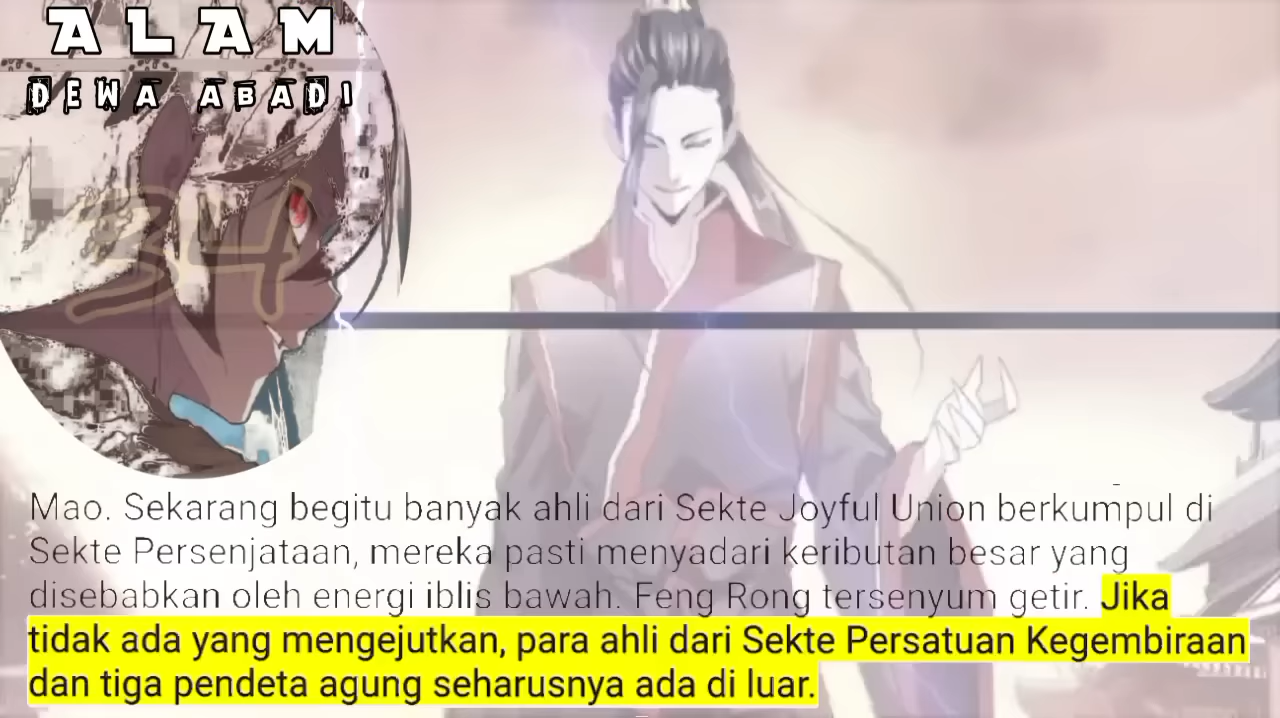 ALAM
DEWA ABADI
34
Mao. Sekarang begitu banyak ahli dari Sekte Joyful Union berkumpul di
Sekte Persenjataan, mereka pasti menyadari keributan besar yang
disebabkan oleh energi iblis bawah. Feng Rong tersenyum getir. Jika
tidak ada yang mengejutkan, para ahli dari Sekte Persatuan Kegembiraan
dan tiga pendeta agung seharusnya ada di luar.